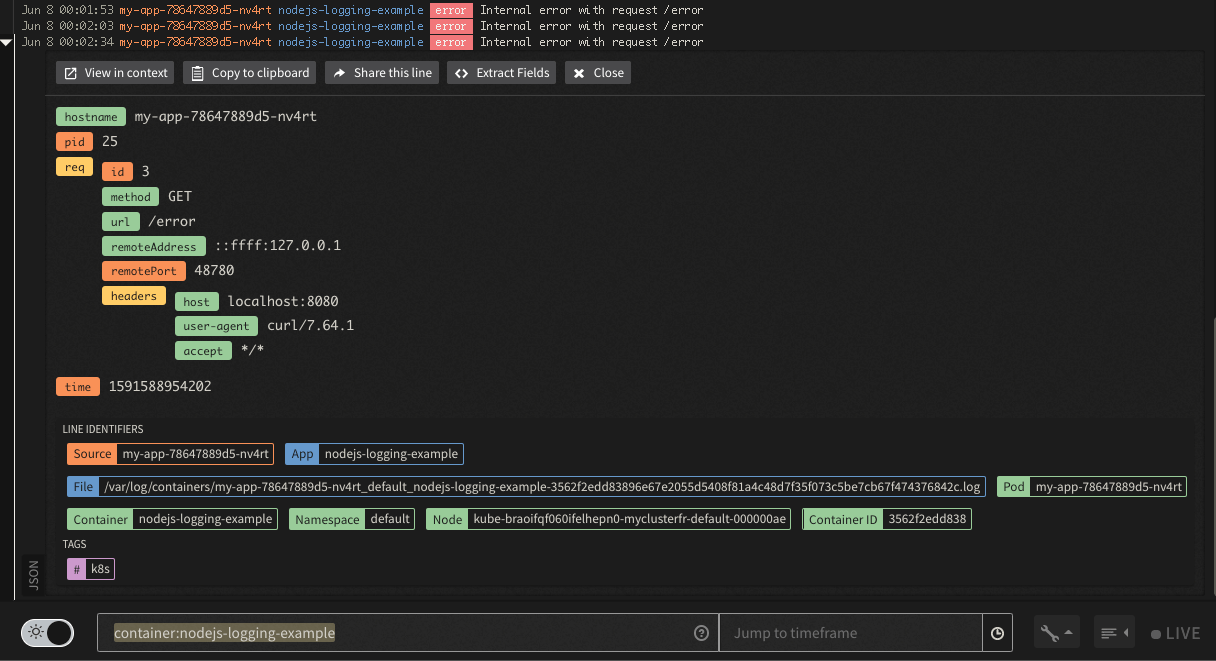 Jun 8 00:01:53 my-app-78647889d5-nv4rt nodejs-logging-example error Internal error with request /error
Jun 8 00:02:03 my-app-78647889d5-nv4rt nodejs-logging-example error Internal error with request /error
Jun 8 00:02:34 my-app-78647889d5-nv4rt nodejs-logging-example error Internal error with request /error
View in context Copy to clipboard Share this line Extract Fields Close
hostname my-app-78647889d5-nv4rt
pid 25
req id 3
method GET
url /error
remoteAddress ::ffff:127.0.0.1
remotePort 48780
headers host localhost:8080
user-agent curl/7.64.1
accept */*
time 1591588954202
LINE IDENTIFIERS
Source my-app-78647889d5-nv4rt App nodejs-logging-example
File /var/log/containers/my-app-78647889d5-nv4rt_default_nodejs-logging-example-3562f2edd83896e67e2055d5408f81a4c48d7f35f073c5be7cb67f474376842c.log Pod my-app-78647889d5-nv4rt
Container nodejs-logging-example Namespace default Node kube-braoifqf060ifelhepn0-myclusterfr-default-000000ae Container ID 3562f2edd838
TAGS
# k8s
JSON
container:nodejs-logging-example Jump to timeframe LIVE